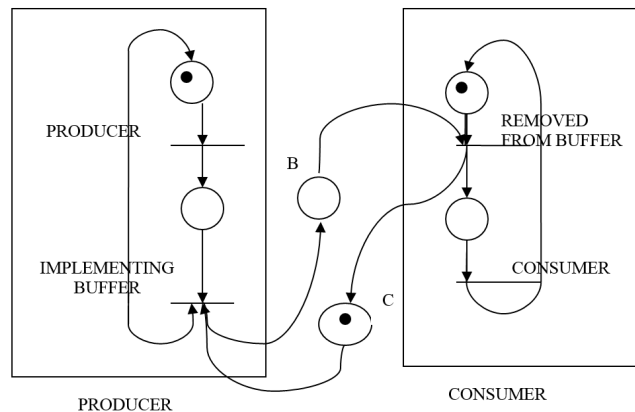 PRODUCER
REMOVED
FROM BUFFER
B
IMPLEMENTING
BUFFER
CONSUMER
C
PRODUCER
CONSUMER